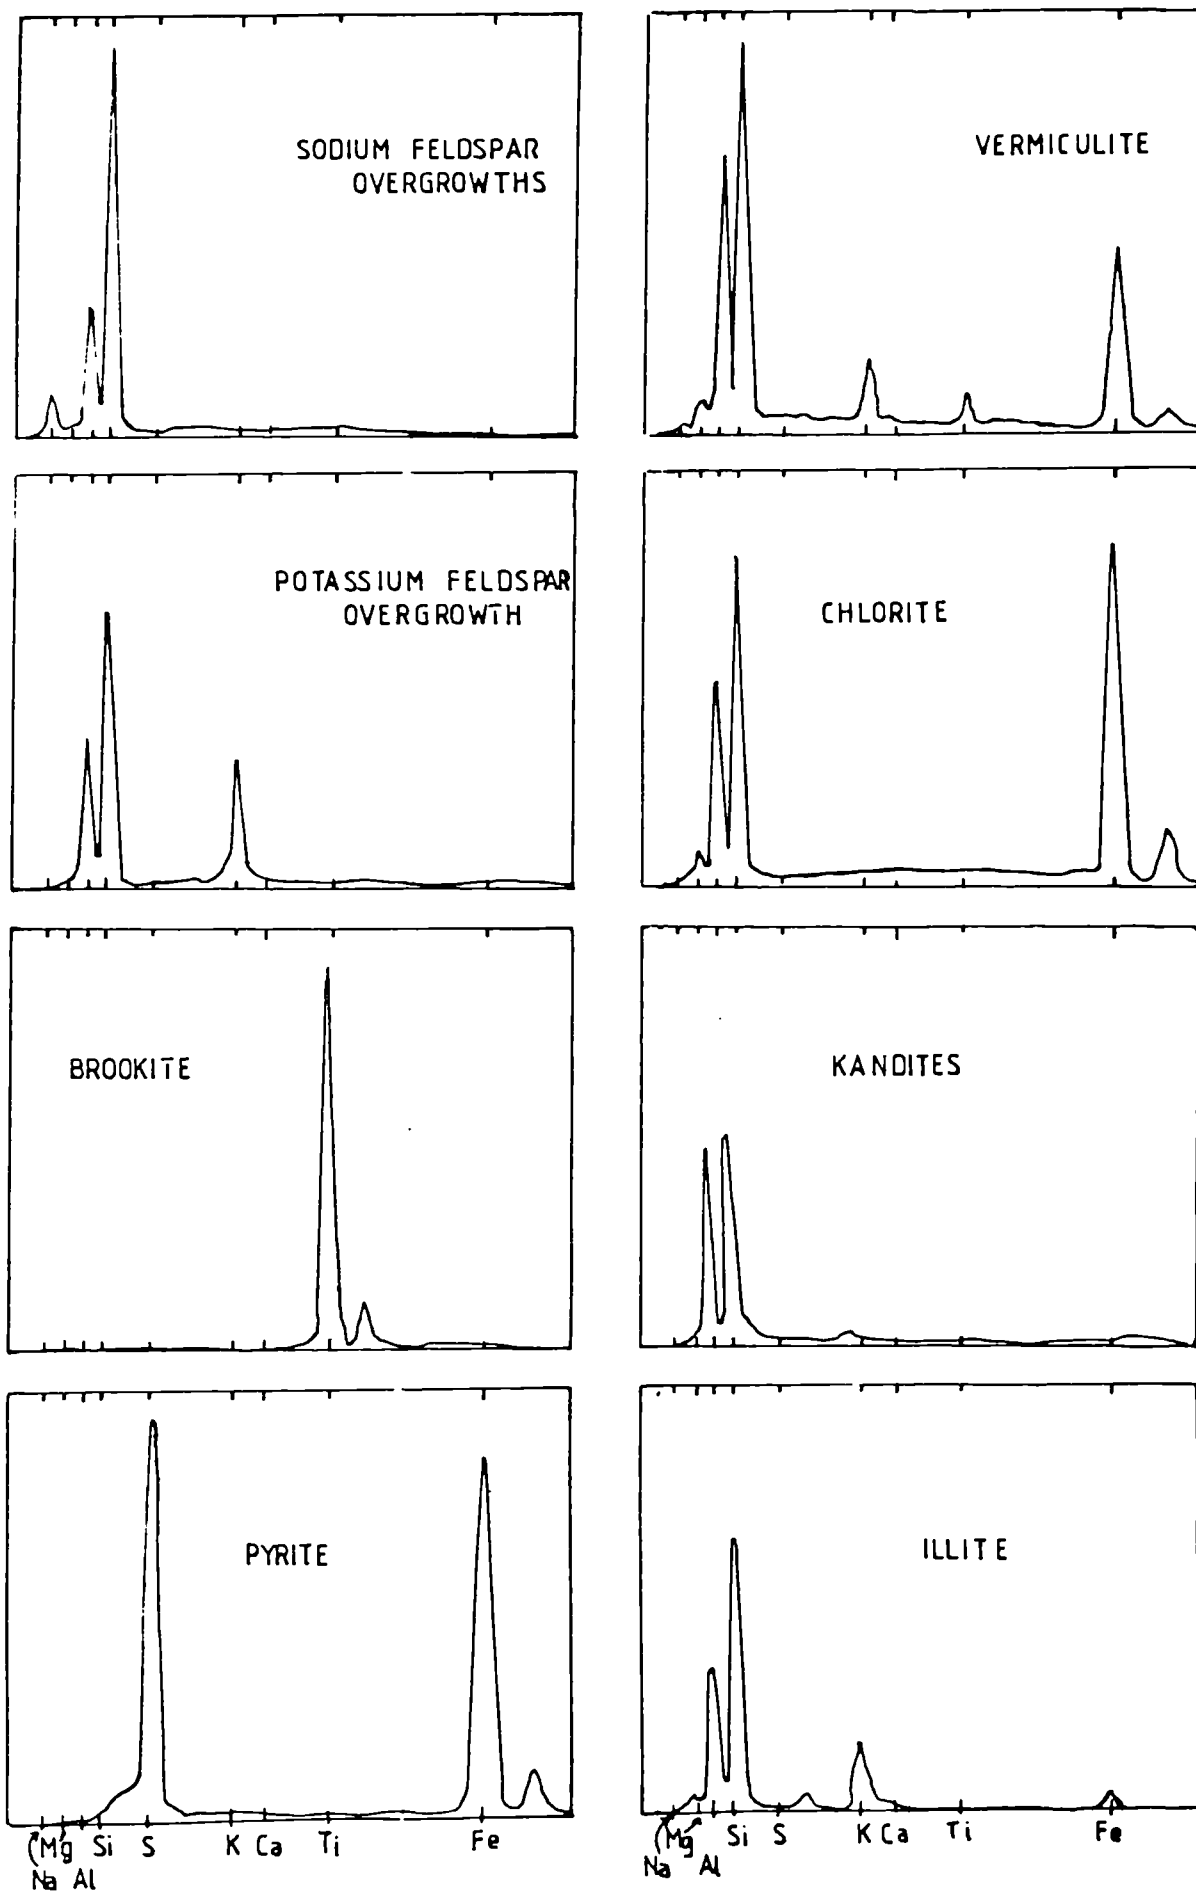 SODIUM FELDSPAR
OVERGROWTHS
VERMICULITE
POTASSIUM FELDSPAR
OVERGROWTH
CHLORITE
BROOKITE
KANDITES
PYRITE
ILLITE
Mg Si S K Ca Ti Fe
Na Al
Mg Si S K Ca Ti Fe
Na Al